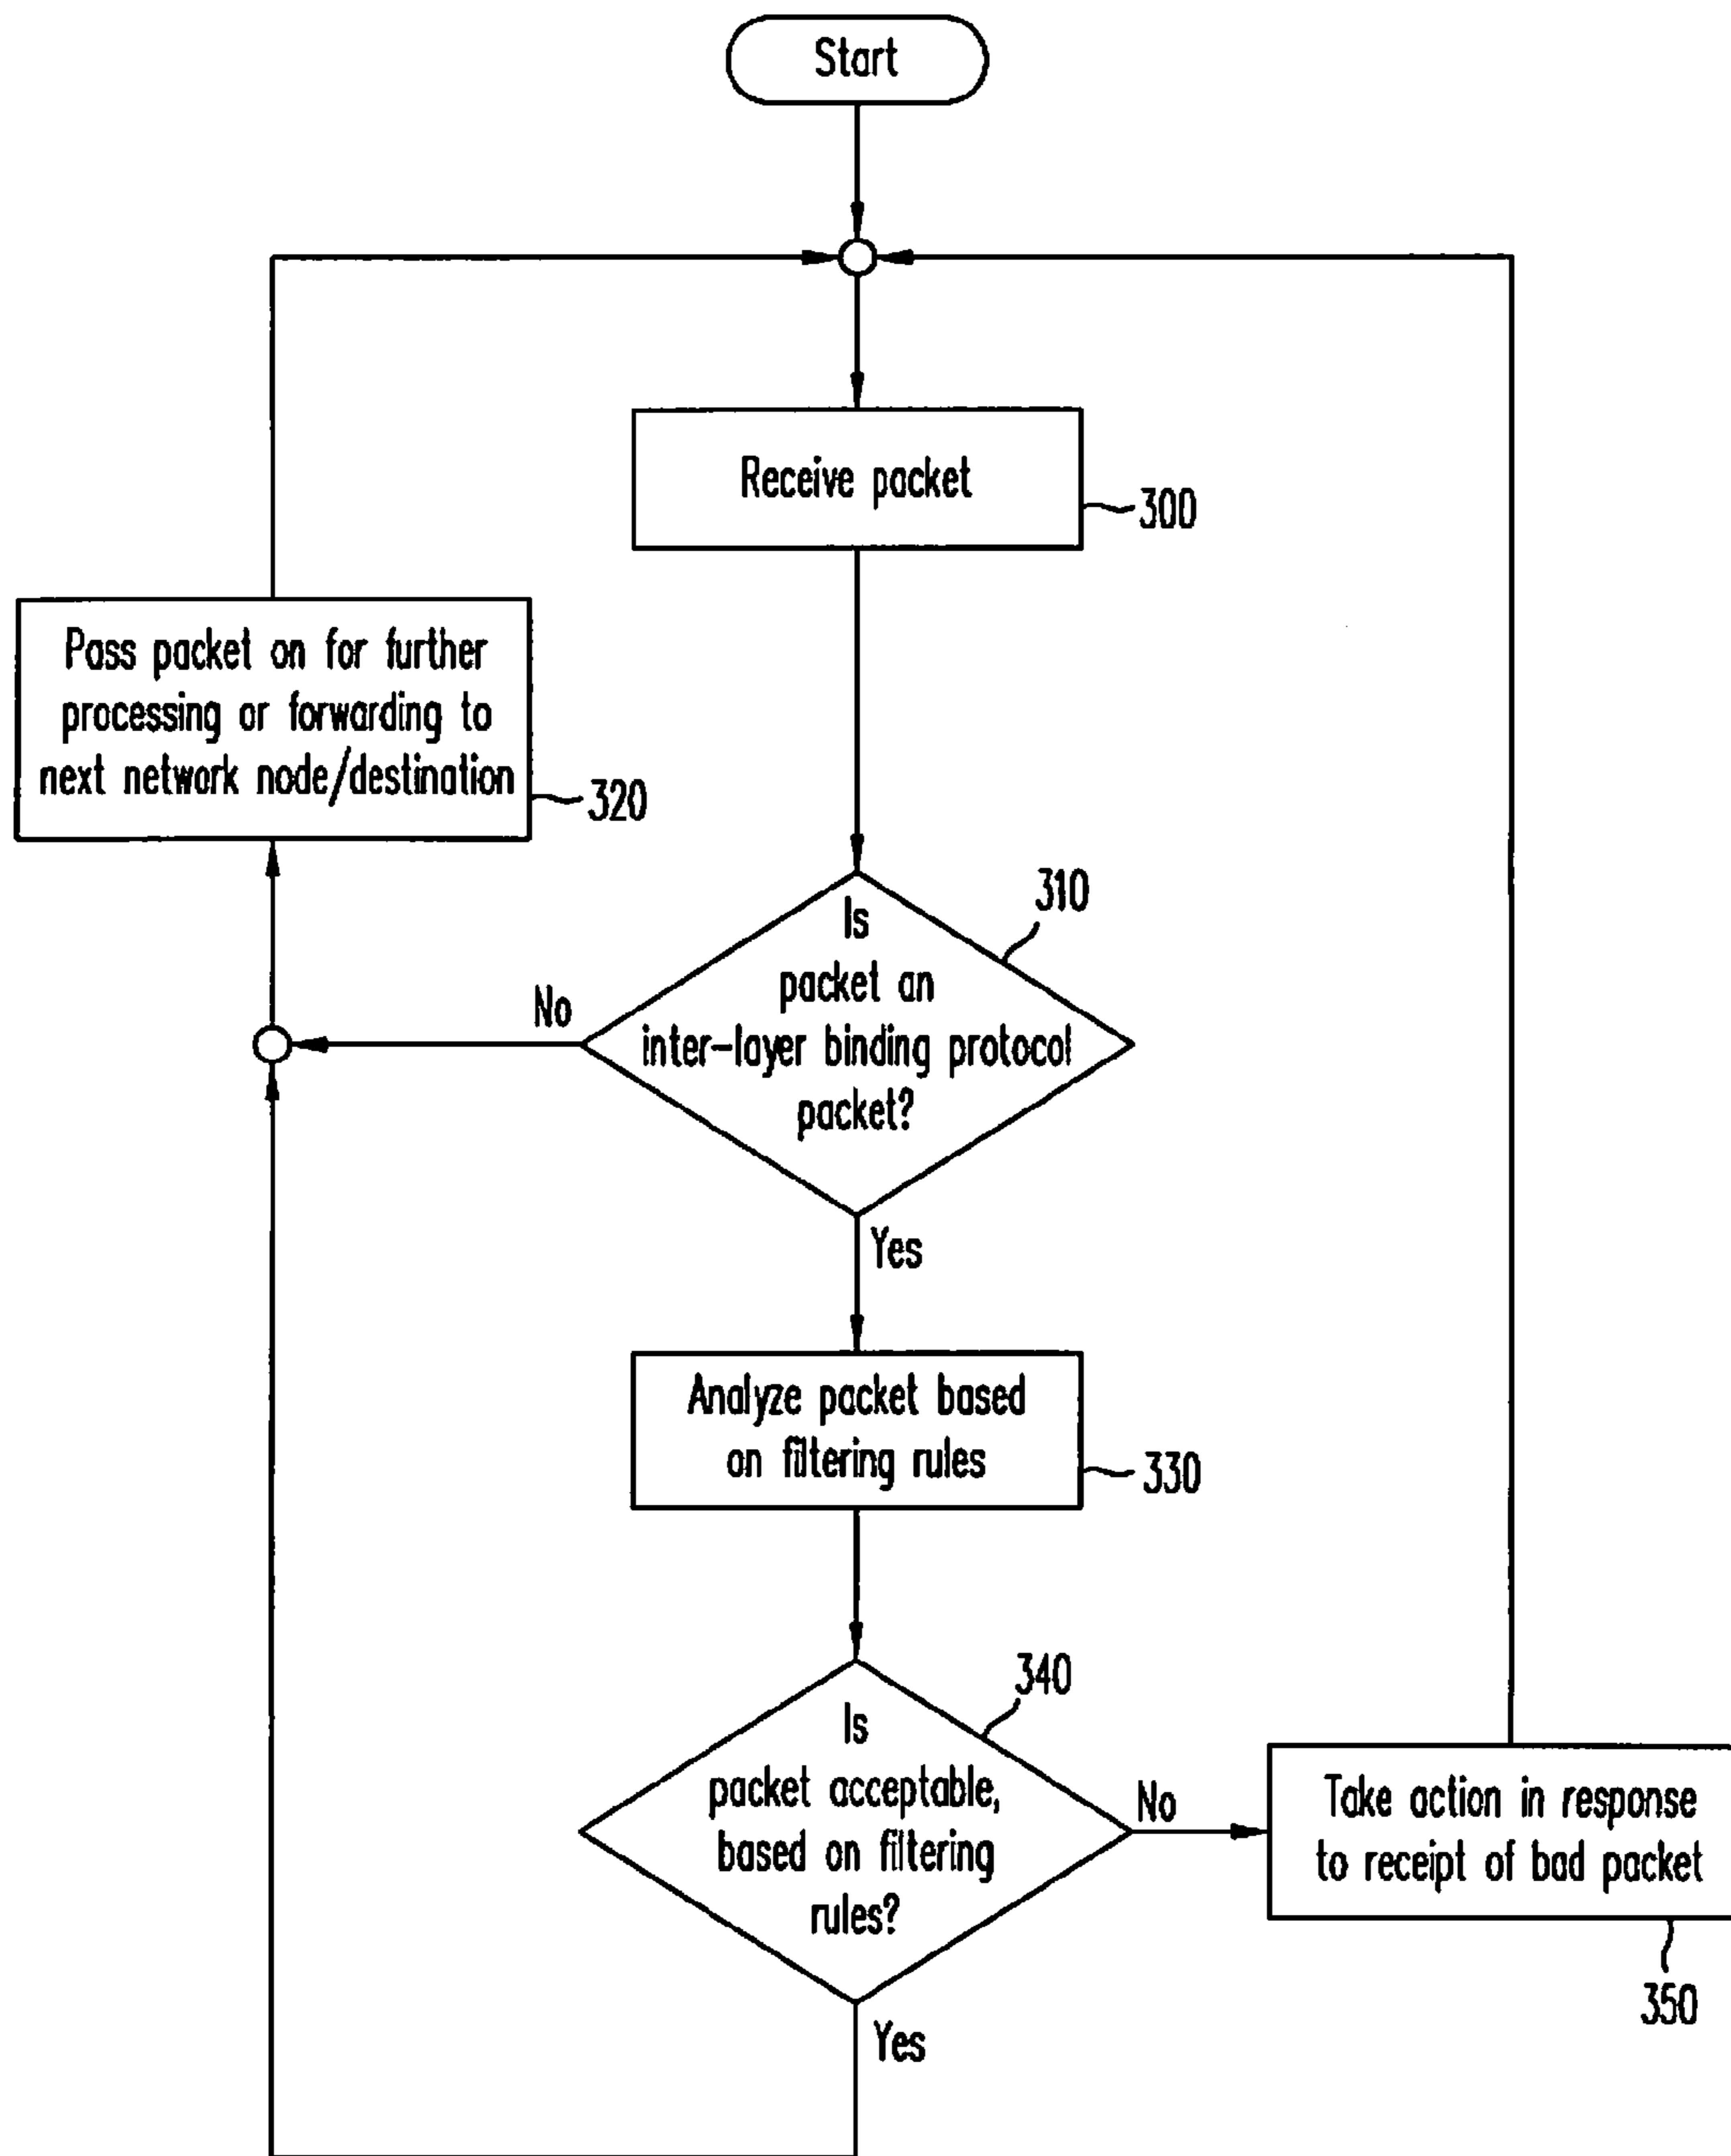 Start
Receive packet
300
Pass packet on for further
processing or forwarding to
next network node/destination
320
310
Is
packet an
inter-layer binding protocol
packet?
No
Yes
Analyze packet based
on filtering rules
330
340
Is
packet acceptable,
based on filtering
rules?
No
Take action in response
to receipt of bad packet
350
Yes